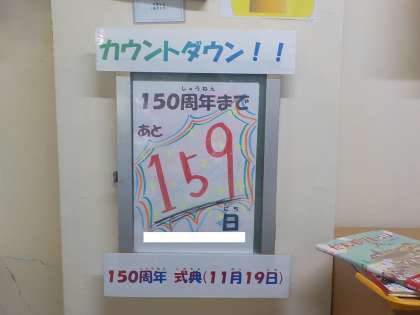 カウントダウン！！
しゅうねん
150周年まで
あと
159
にち
日
150周年 式典(11月19日)